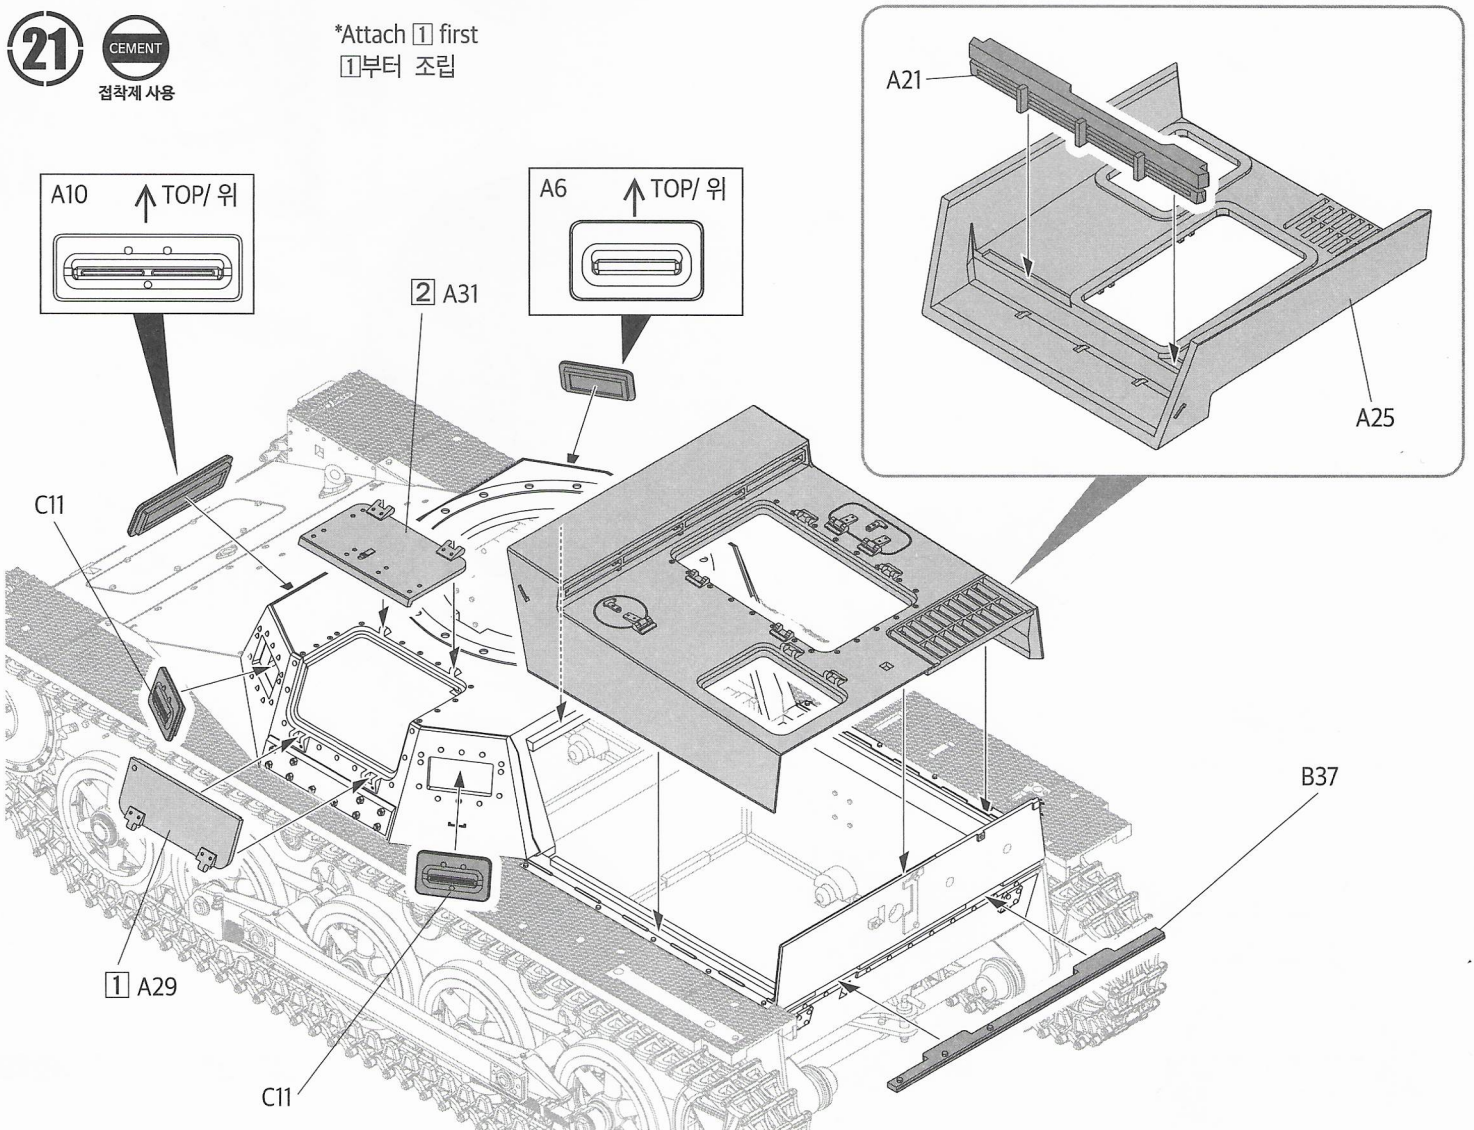 21
CEMENT
접착제 사용
*Attach 1 first
1부터 조립
A10
TOP/ 위
A6
TOP/ 위
2 A31
A21
A25
C11
B37
1 A29
C11